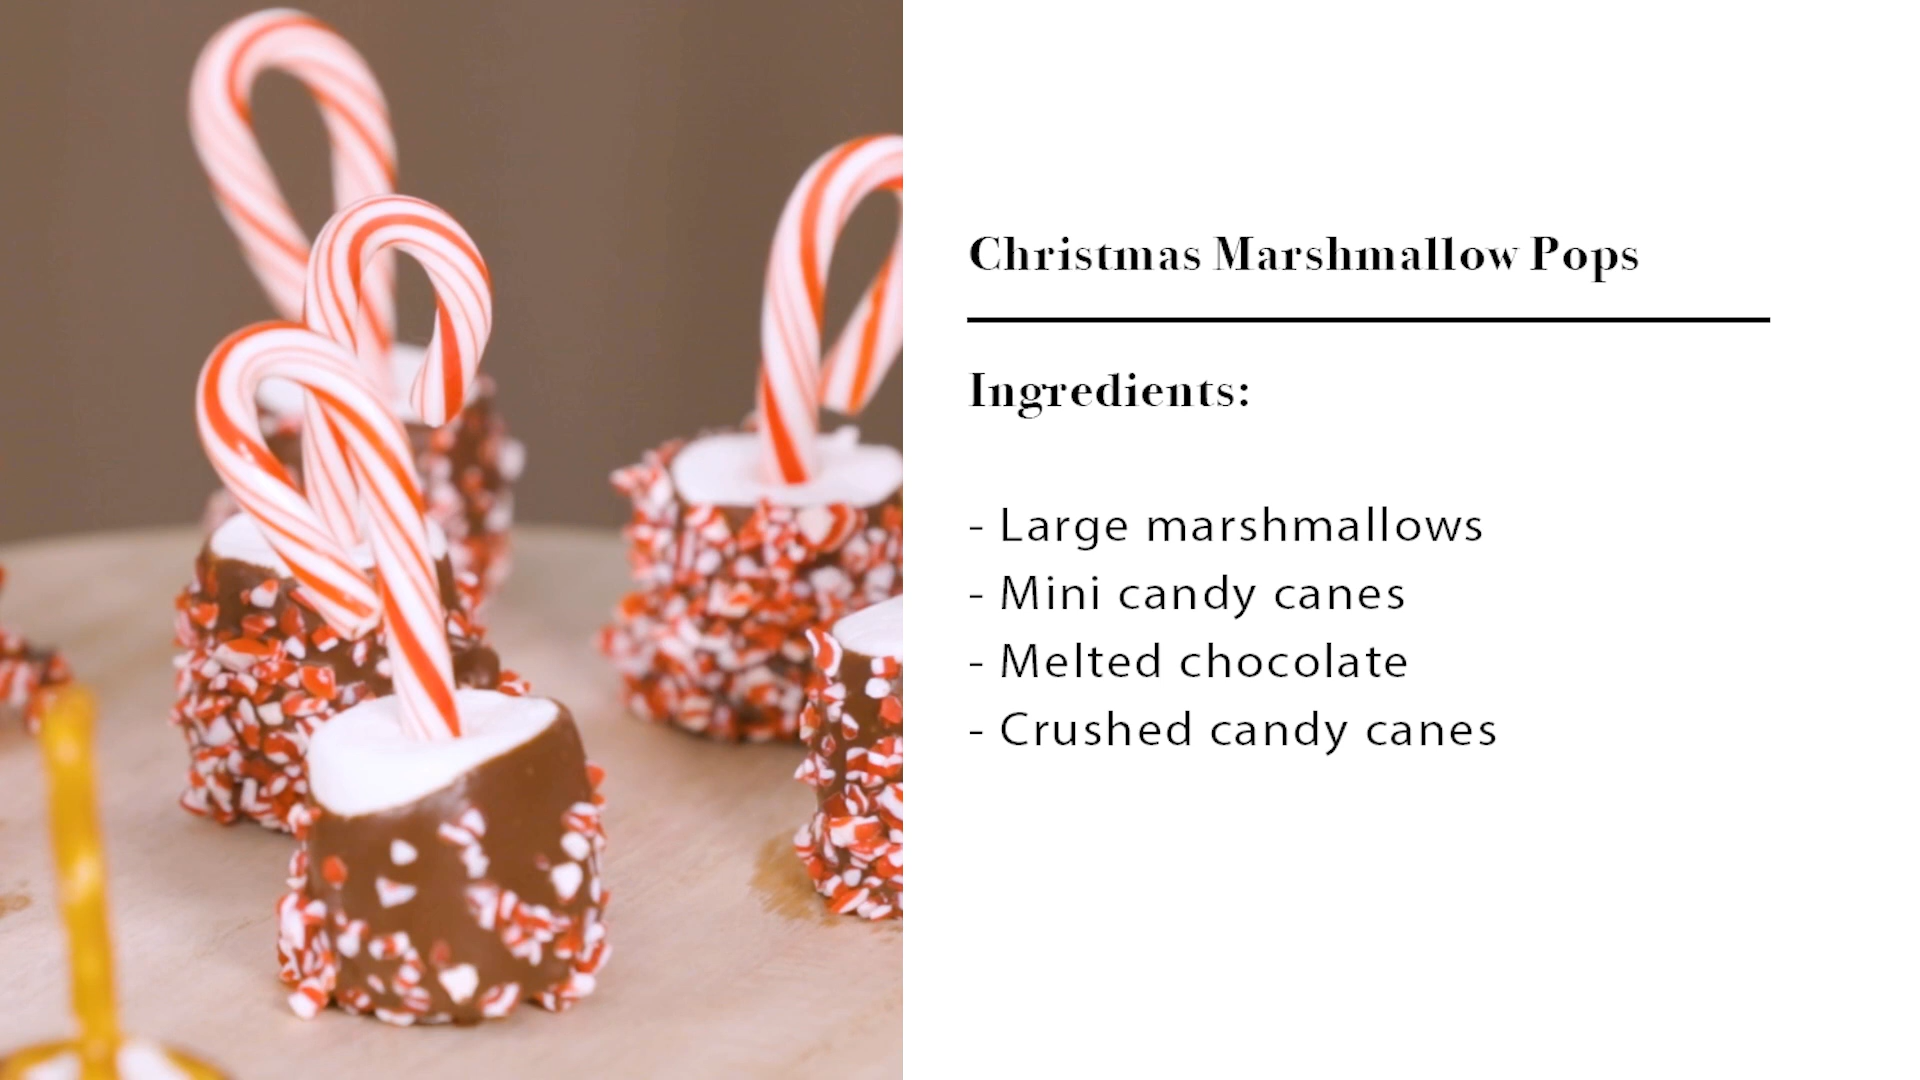 Christmas Marshmallow Pops
Ingredients:
- Large marshmallows
- Mini candy canes
- Melted chocolate
- Crushed candy canes